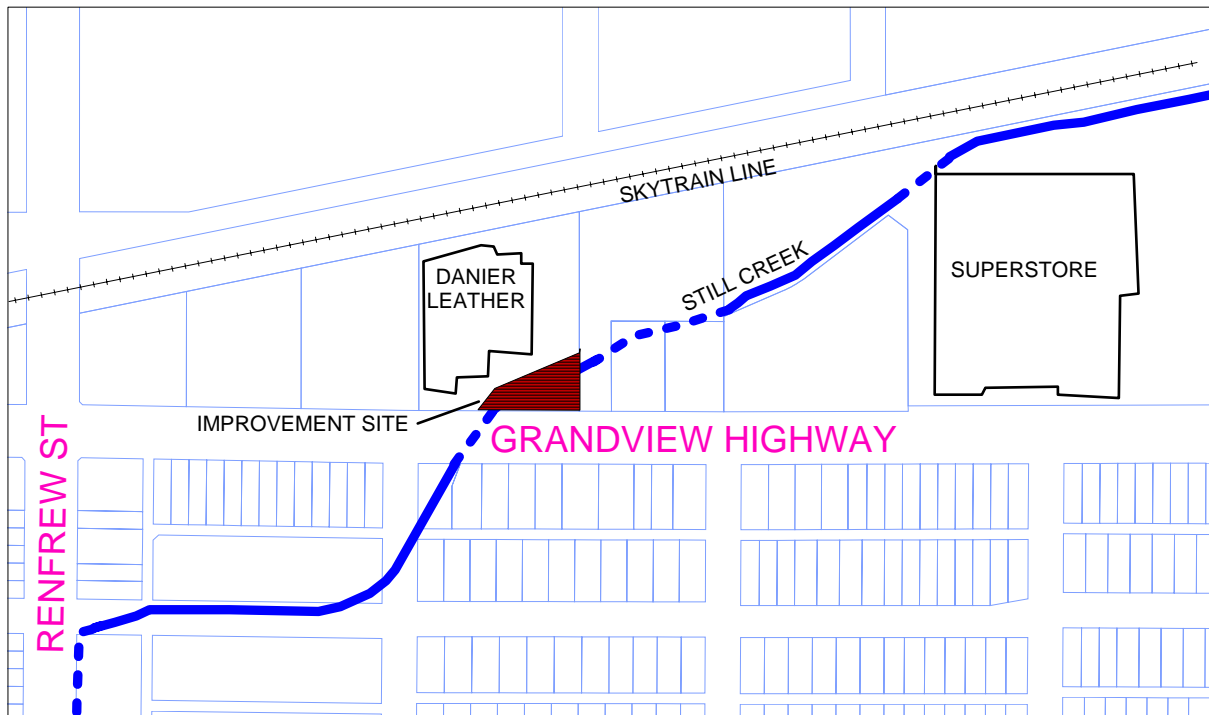 SKYTRAIN LINE
DANIER
LEATHER
STILL CREEK
SUPERSTORE
IMPROVEMENT SITE
GRANDVIEW HIGHWAY
RENFREW ST